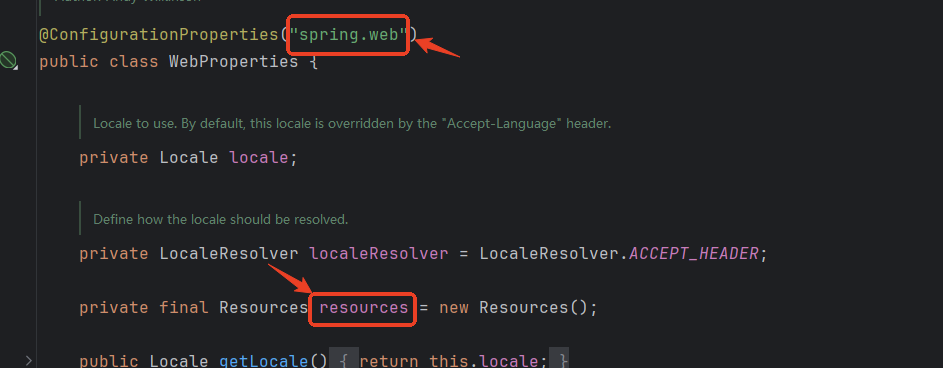 @ConfigurationProperties("spring.web")
public class WebProperties {
Locale to use. By default, this locale is overridden by the "Accept-Language" header.
private Locale locale;
Define how the locale should be resolved.
private LocaleResolver localeResolver = LocaleResolver.ACCEPT_HEADER;
private final Resources resources = new Resources();
public Locale getLocale() { return this.locale; }